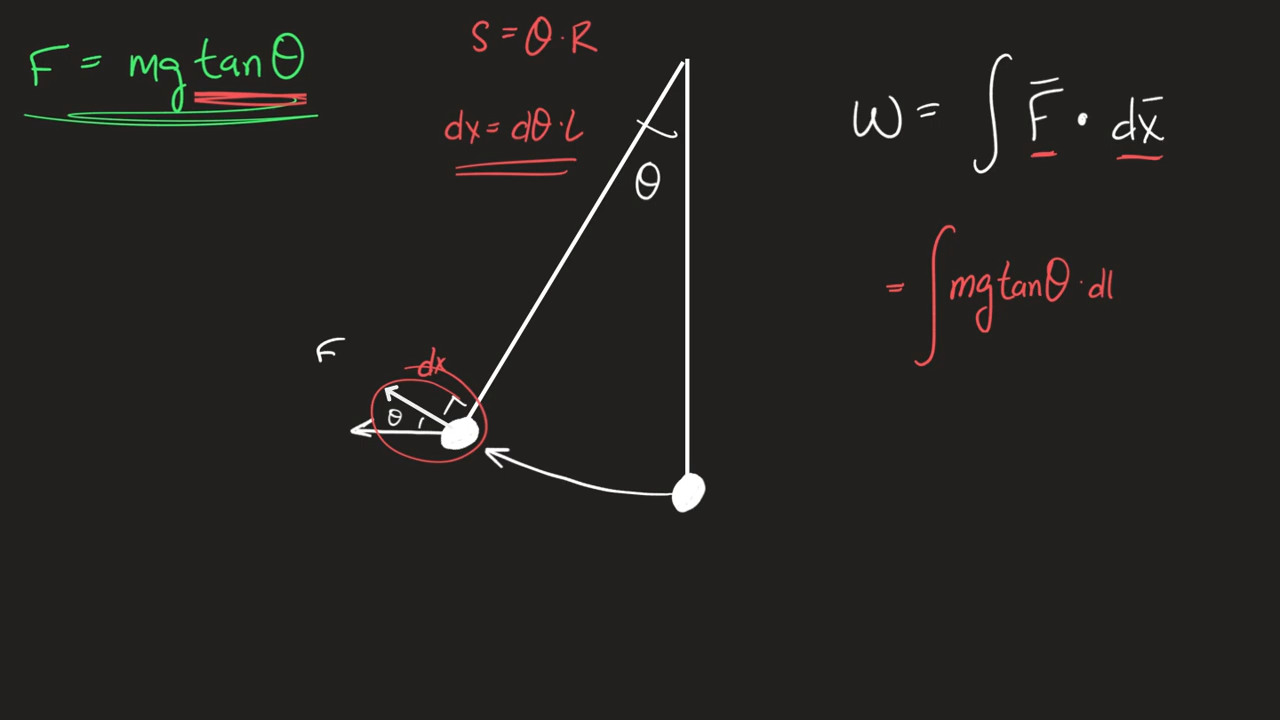 F = mg tanθ
S = θ · R
dx = dθ · L
θ
W = ∫ F̄ · dx̄
= ∫ mg tanθ · dl
F
dx
θ